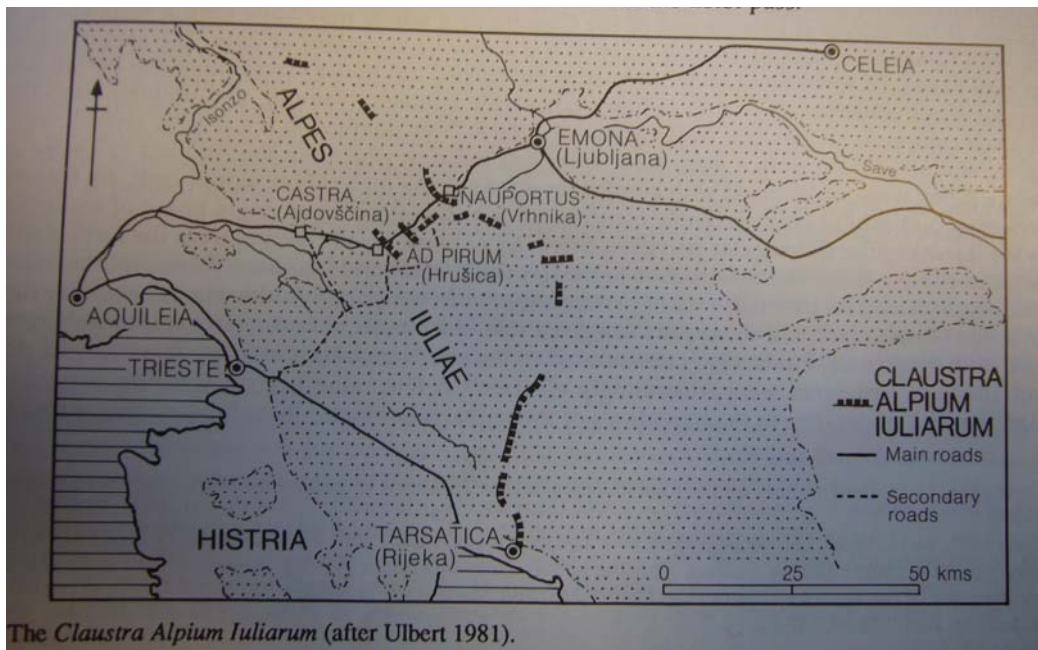 pass.
CELEIA
Isonzo
ALPES
EMONA
(Ljubljana)
Save
CASTRA
(Ajdovščina)
NAUPORTUS
(Vrhnika)
AD PIRUM
(Hrušica)
AQUILEIA
IULIAE
TRIESTE
CLAUSTRA
ALPIUM
IULIARUM
Main roads
Secondary
roads
HISTRIA
TARSATICA
(Rijeka)
0 25 50 kms
The Claustra Alpium Iuliarum (after Ulbert 1981).